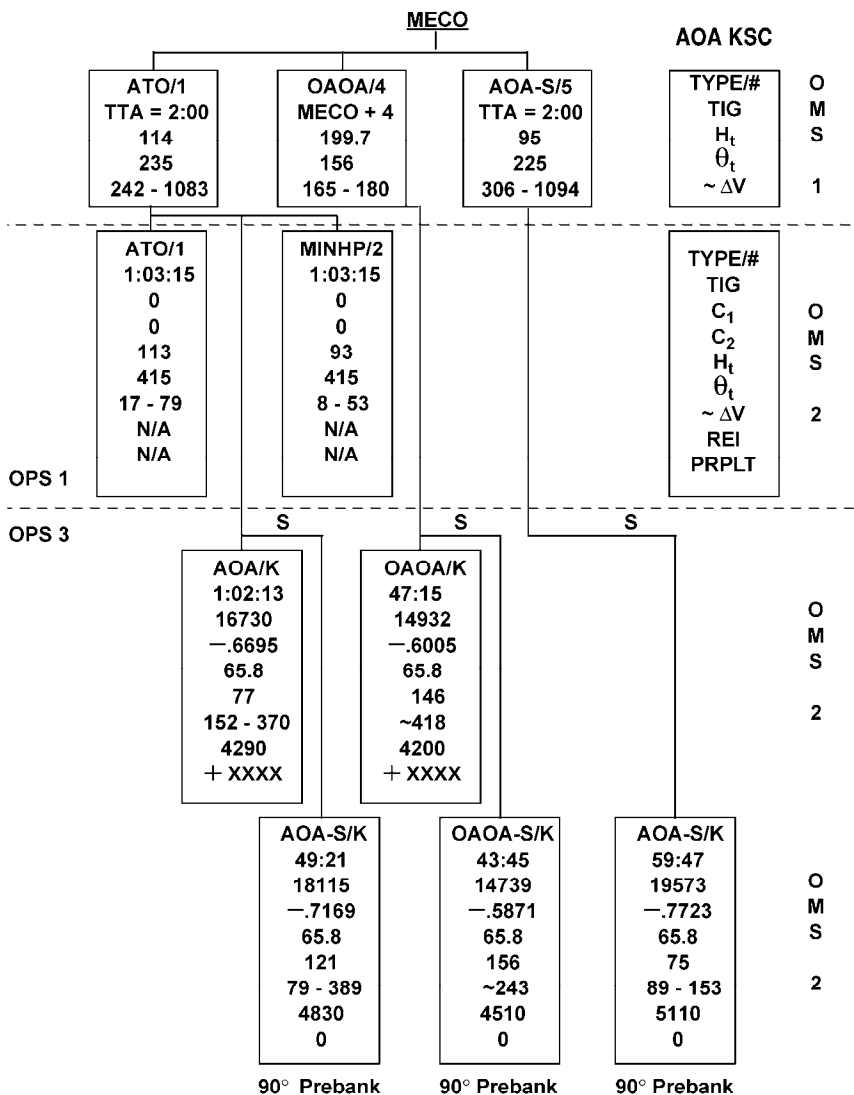 MECO
AOA KSC
ATO/1
TTA = 2:00
114
235
242 - 1083
OAOA/4
MECO + 4
199.7
156
165 - 180
AOA-S/5
TTA = 2:00
95
225
306 - 1094
TYPE/#
TIG
Ht
θt
~ ΔV
O
M
S
1
ATO/1
1:03:15
0
0
113
415
17 - 79
N/A
N/A
MINHP/2
1:03:15
0
0
93
415
8 - 53
N/A
N/A
TYPE/#
TIG
C1
C2
Ht
θt
~ ΔV
REI
PRPLT
O
M
S
2
OPS 1
OPS 3
S
S
S
AOA/K
1:02:13
16730
—.6695
65.8
77
152 - 370
4290
+ XXXX
OAOA/K
47:15
14932
—.6005
65.8
146
~418
4200
+ XXXX
O
M
S
2
AOA-S/K
49:21
18115
—.7169
65.8
121
79 - 389
4830
0
90° Prebank
OAOA-S/K
43:45
14739
—.5871
65.8
156
~243
4510
0
90° Prebank
AOA-S/K
59:47
19573
—.7723
65.8
75
89 - 153
5110
0
90° Prebank
O
M
S
2